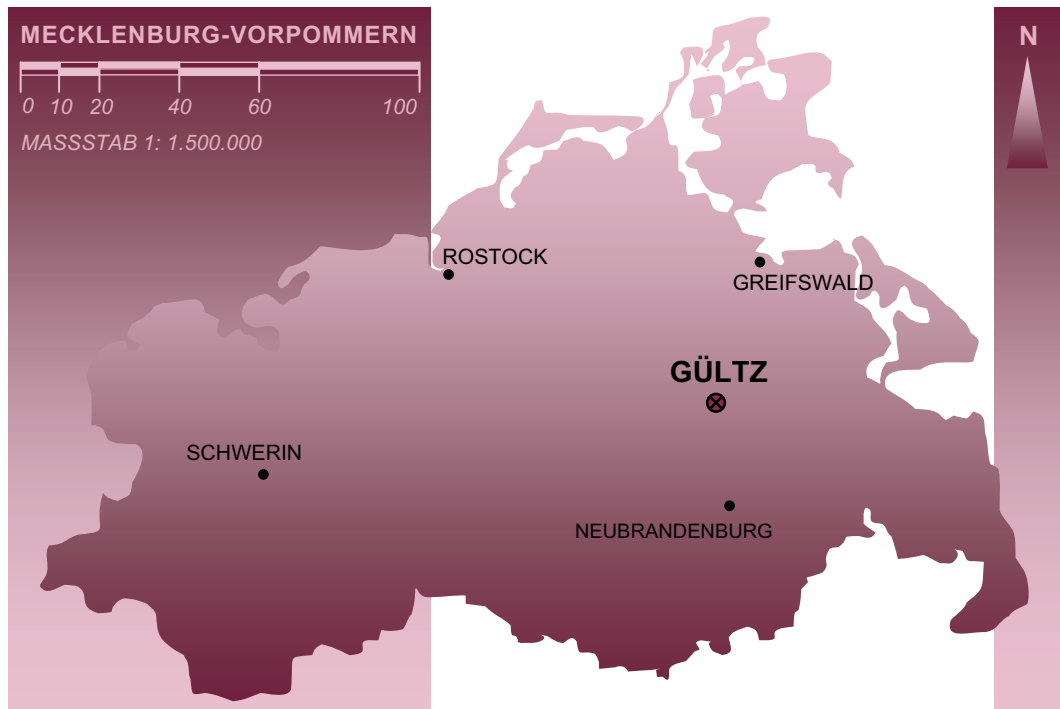 MECKLENBURG-VORPOMMERN
N
0 10 20 40 60 100
MASSSTAB 1: 1.500.000
ROSTOCK
GREIFSWALD
GÜLTZ
SCHWERIN
NEUBRANDENBURG